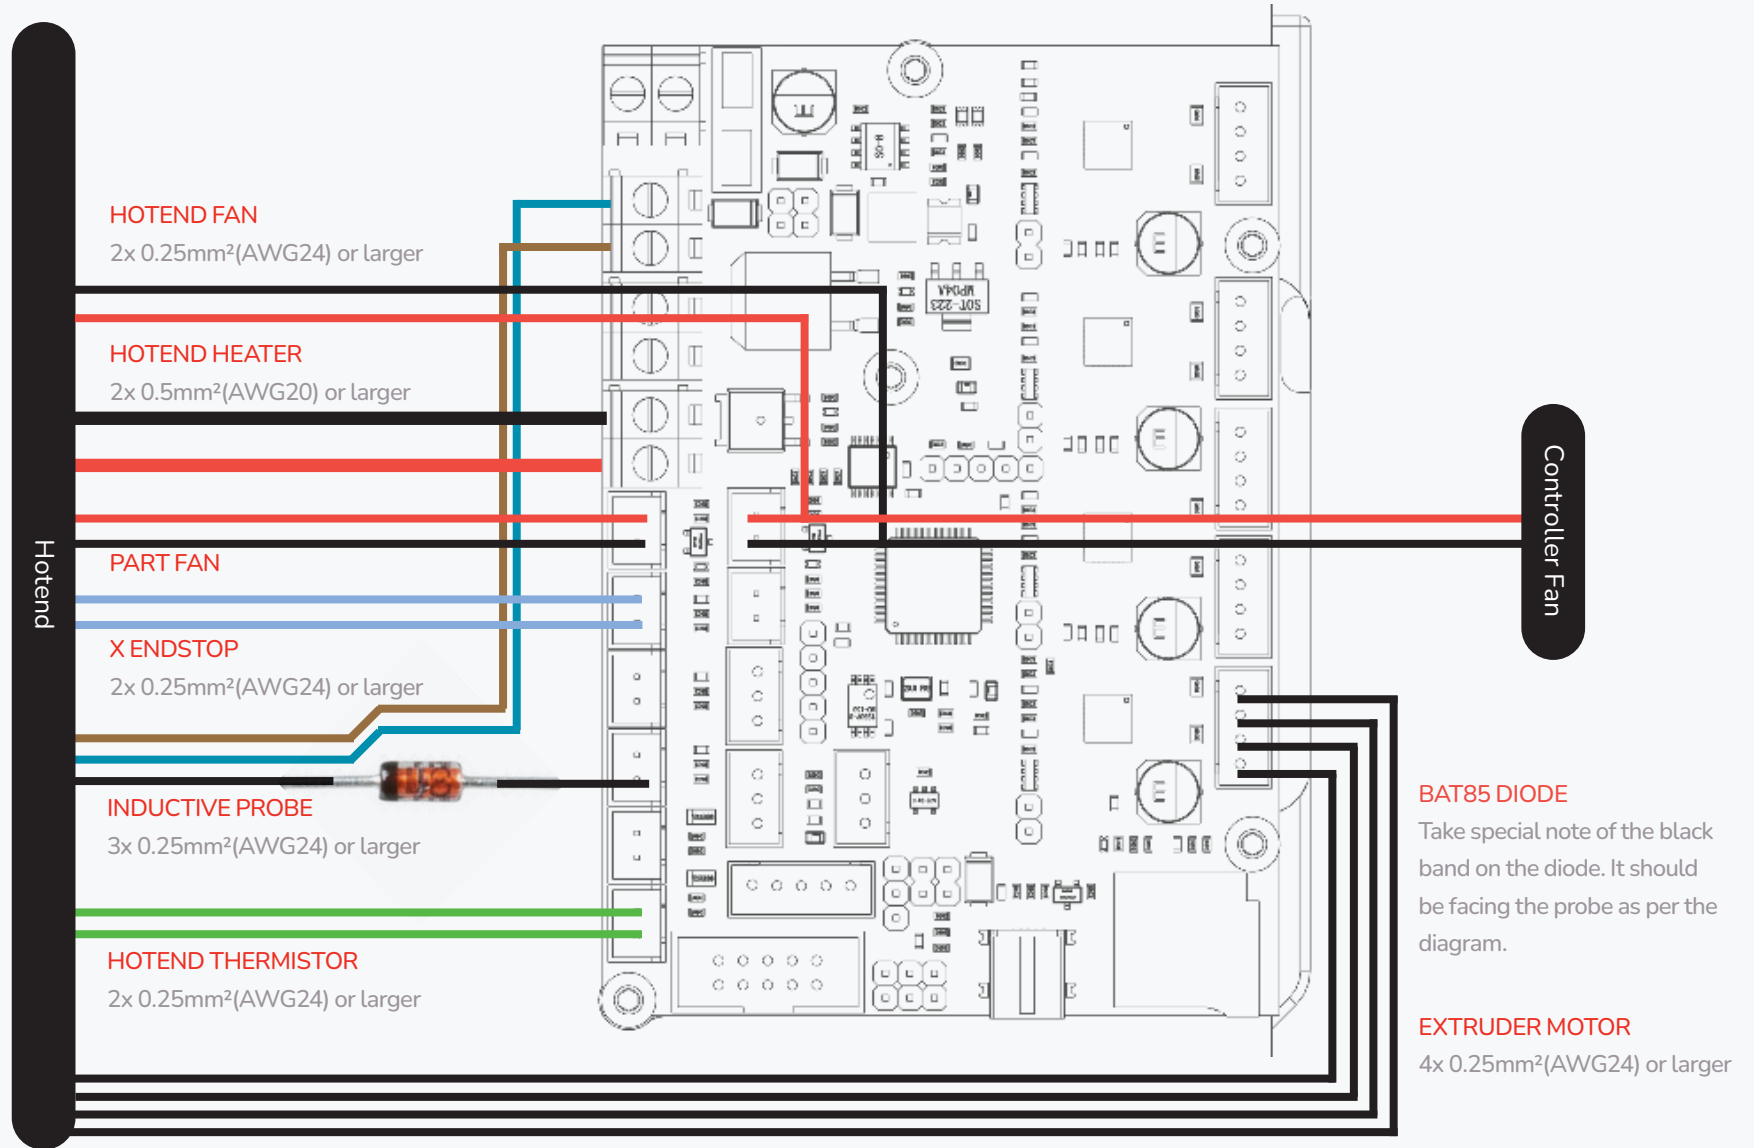 HOTEND FAN
2x 0.25mm²(AWG24) or larger
HOTEND HEATER
2x 0.5mm²(AWG20) or larger
PART FAN
X ENDSTOP
2x 0.25mm²(AWG24) or larger
INDUCTIVE PROBE
3x 0.25mm²(AWG24) or larger
HOTEND THERMISTOR
2x 0.25mm²(AWG24) or larger
Hotend
SO-8
SOT-223
MP04A
Controller Fan
BAT85 DIODE
Take special note of the black
band on the diode. It should
be facing the probe as per the
diagram.
EXTRUDER MOTOR
4x 0.25mm²(AWG24) or larger